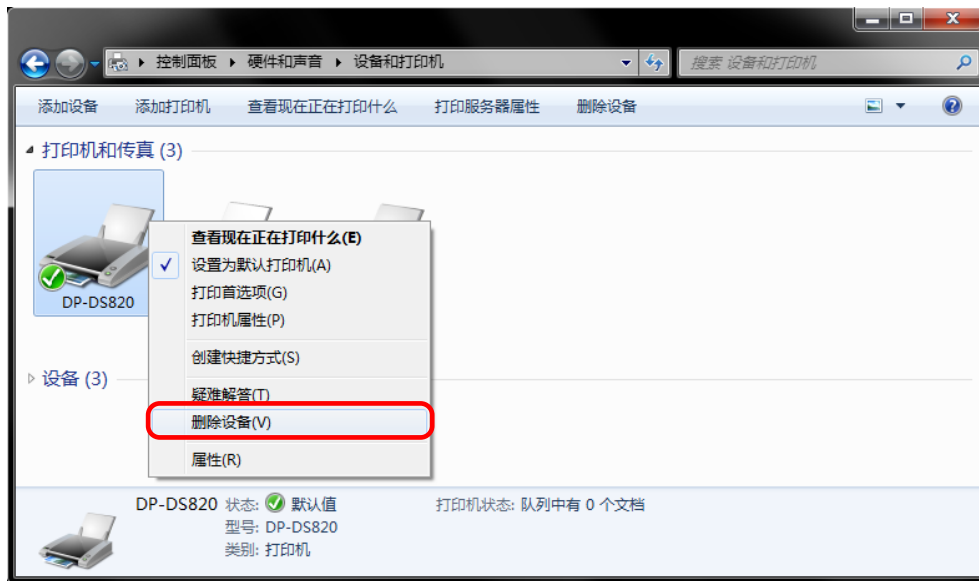 控制面板 硬件和声音 设备和打印机
搜索 设备和打印机
添加设备 添加打印机 查看现在正在打印什么 打印服务器属性 删除设备
打印机和传真 (3)
DP-DS820
查看现在正在打印什么(E)
设置为默认打印机(A)
打印首选项(G)
打印机属性(P)
创建快捷方式(S)
疑难解答(T)
删除设备(V)
属性(R)
设备 (3)
DP-DS820 状态: 默认值 打印机状态: 队列中有 0 个文档
型号: DP-DS820
类别: 打印机